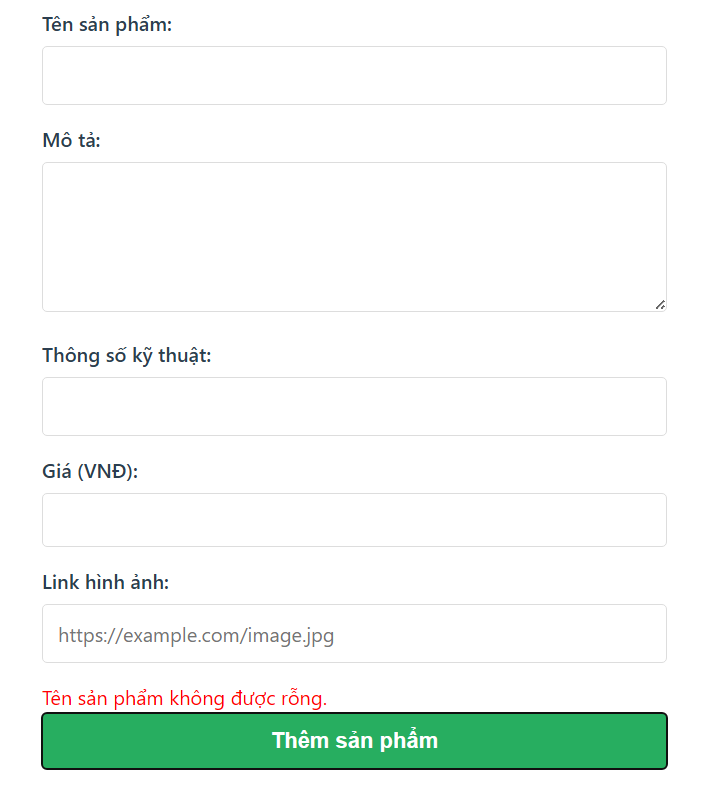 Tên sản phẩm:
Mô tả:
Thông số kỹ thuật:
Giá (VNĐ):
Link hình ảnh:
https://example.com/image.jpg
Tên sản phẩm không được rỗng.
Thêm sản phẩm